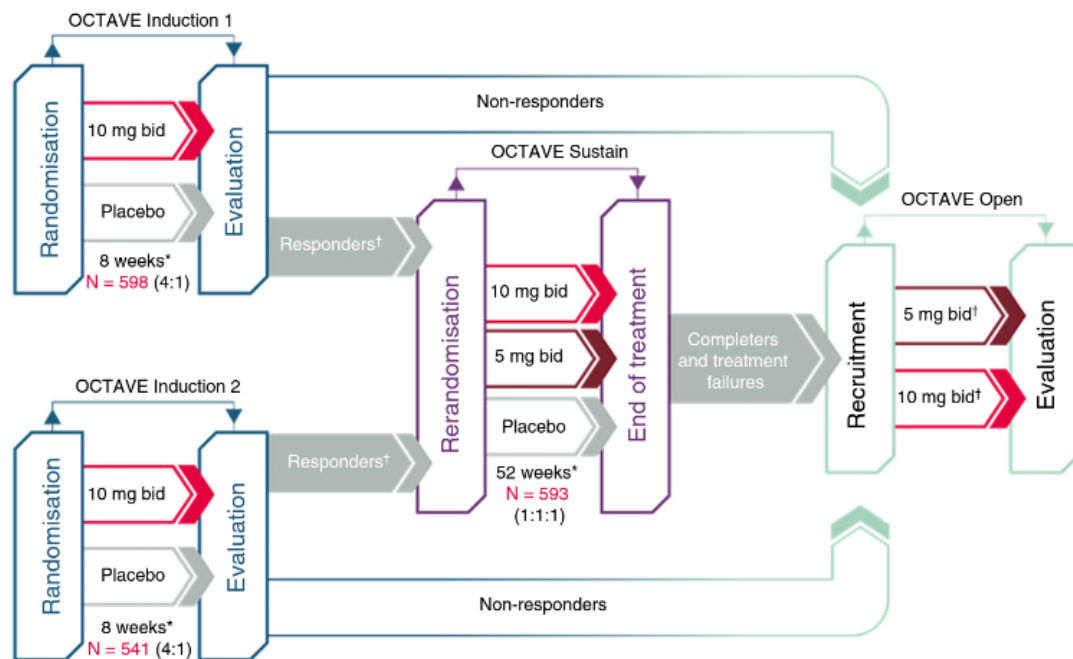 OCTAVE Induction 1
Randomisation
10 mg bid
Placebo
8 weeks*
N = 598 (4:1)
Evaluation
Non-responders
Responders†
OCTAVE Induction 2
Randomisation
10 mg bid
Placebo
8 weeks*
N = 541 (4:1)
Evaluation
Responders†
Non-responders
OCTAVE Sustain
Rerandomisation
10 mg bid
5 mg bid
Placebo
52 weeks*
N = 593
(1:1:1)
End of treatment
Completers
and treatment
failures
OCTAVE Open
Recruitment
5 mg bid†
10 mg bid†
Evaluation